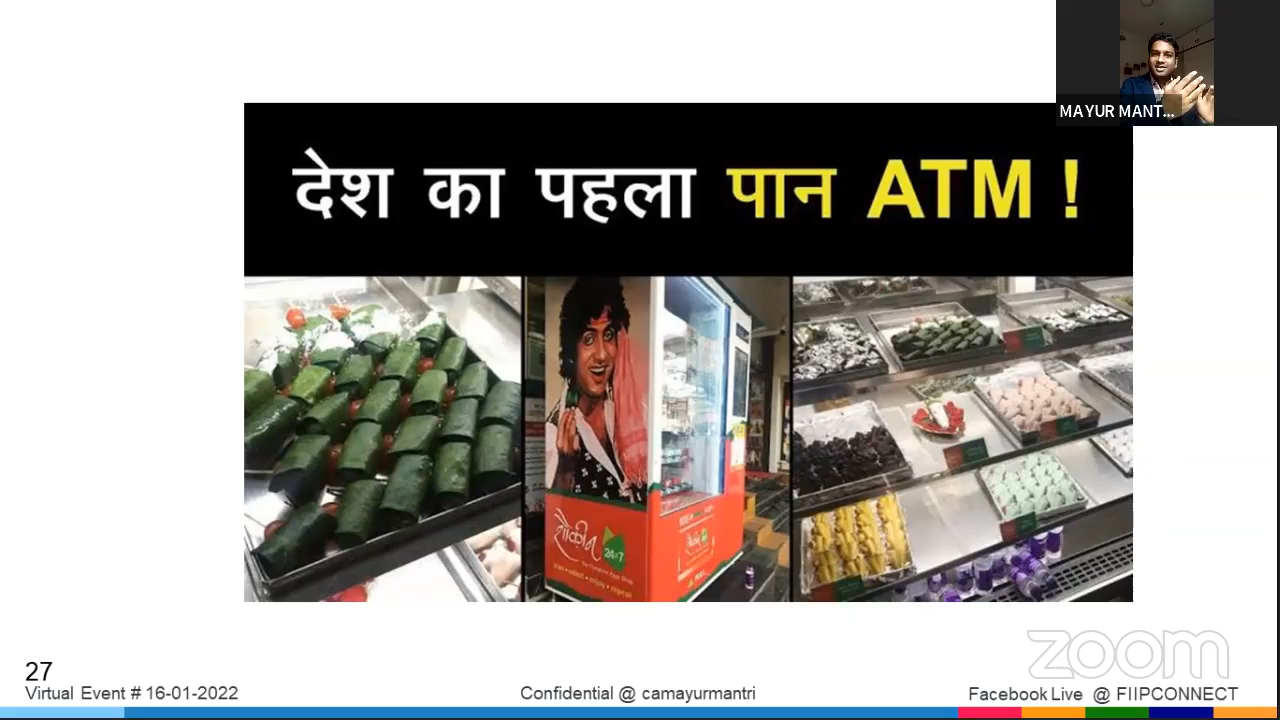 MAYUR MANT...
देश का पहला पान ATM !
शौकीन
24x7
27
Virtual Event # 16-01-2022
Confidential @ camayurmantri
Facebook Live @ FIIPCONNECT
zoom